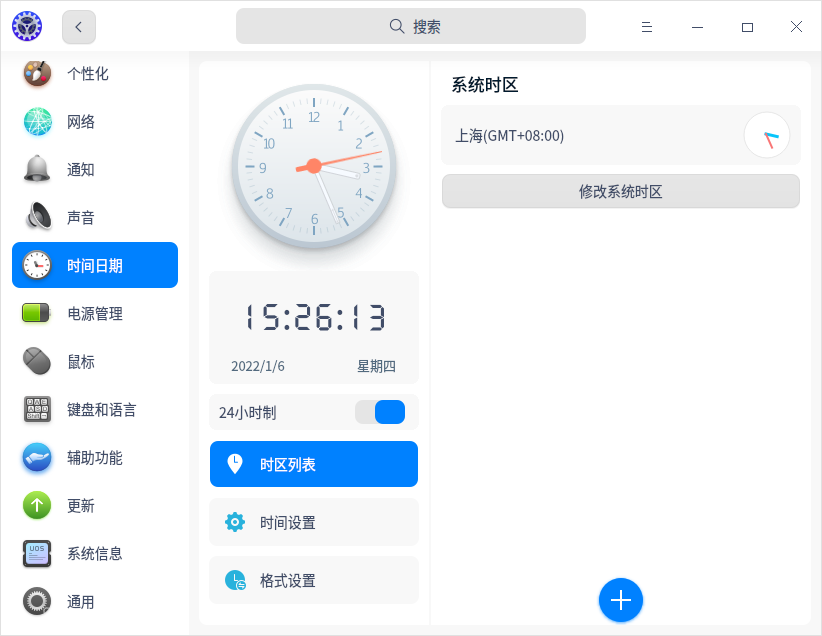 搜索
个性化
网络
通知
声音
时间日期
电源管理
鼠标
键盘和语言
辅助功能
更新
UOS
系统信息
通用
12
1
2
3
4
5
6
7
8
9
10
11
15:26:13
2022/1/6 星期四
24小时制
时区列表
时间设置
格式设置
系统时区
上海(GMT+08:00)
修改系统时区